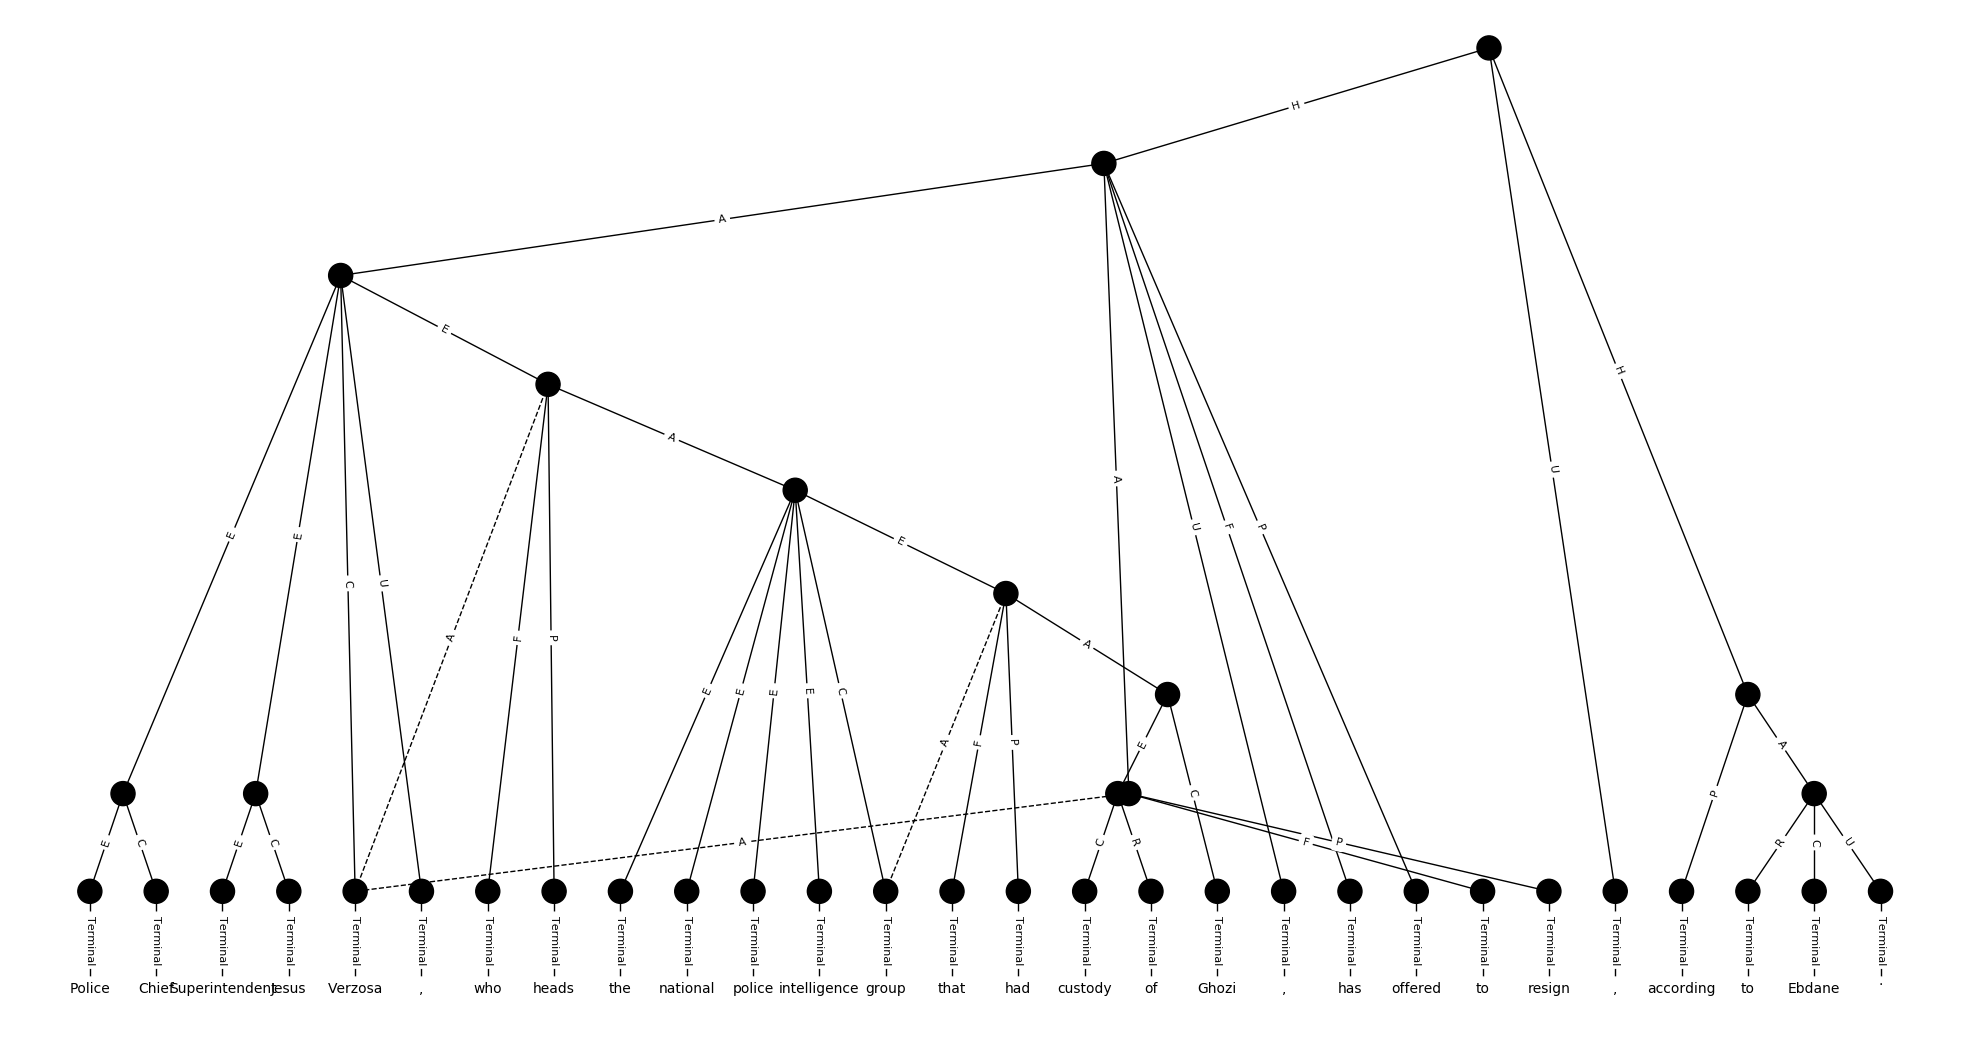 H
A
E
A
H
U
A
E
E
E
U
F
P
C
U
A
F
P
A
E
E
E
E
C
A
F
P
A
E
C
P
R
C
U
E
C
E
C
A
C
R
F
P
Terminal Terminal Terminal Terminal Terminal Terminal Terminal Terminal Terminal Terminal Terminal Terminal Terminal Terminal Terminal Terminal Terminal Terminal Terminal Terminal Terminal Terminal Terminal Terminal Terminal Terminal Terminal Terminal
Police Chief Superintendent Jesus Verzosa , who heads the national police intelligence group that had custody of Ghozi , has offered to resign , according to Ebdane .